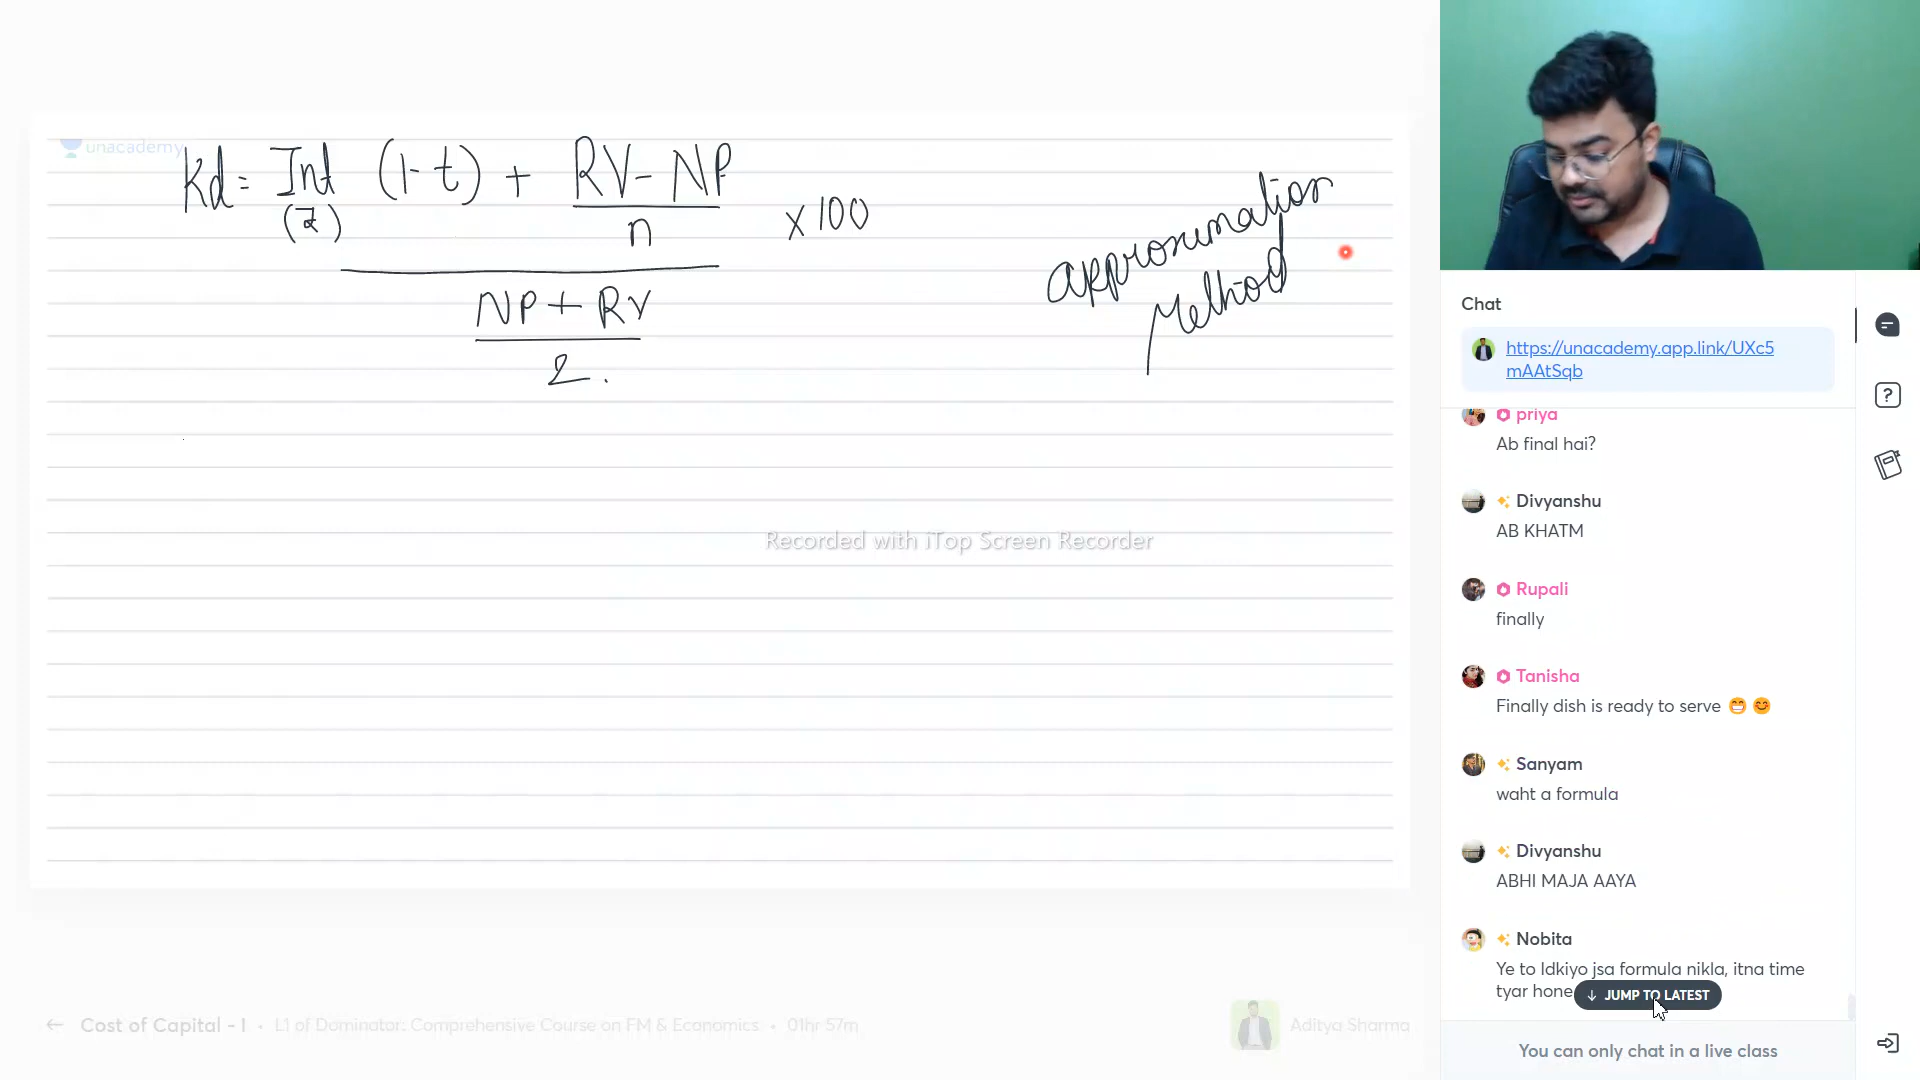 unacademy
Kd = Int (1-t) + RV - NP
(₹) n × 100
NP + RV
2.
approximation
Method
Recorded with iTop Screen Recorder
← Cost of Capital - I • L1 of Dominator: Comprehensive Course on FM & Economics • 01hr 57m
Aditya Sharma
Chat
https://unacademy.app.link/UXc5
mAAtSqb
priya
Ab final hai?
Divyanshu
AB KHATM
Rupali
finally
Tanisha
Finally dish is ready to serve 😁 😊
Sanyam
waht a formula
Divyanshu
ABHI MAJA AAYA
Nobita
Ye to ldkiyo jsa formula nikla, itna time
tyar hone
↓ JUMP TO LATEST
You can only chat in a live class